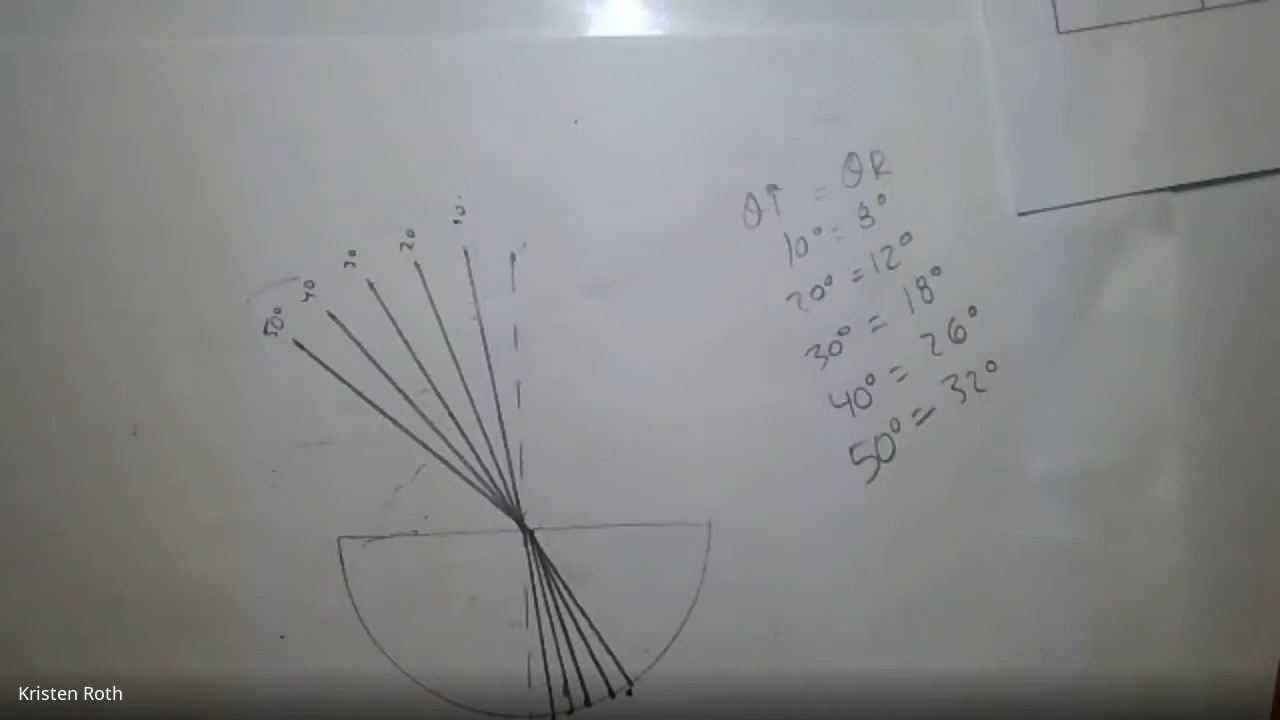 50° 40 30 20 10
θI = θR
10° = 8°
20° = 12°
30° = 18°
40° = 26°
50° = 32°
Kristen Roth